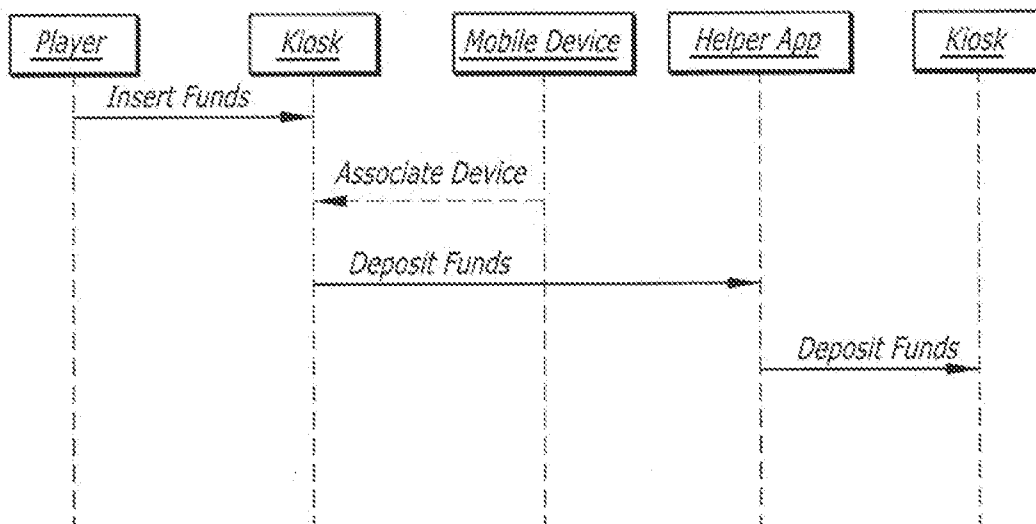 Player
Kiosk
Mobile Device
Helper App
Kiosk
Insert Funds
Associate Device
Deposit Funds
Deposit Funds